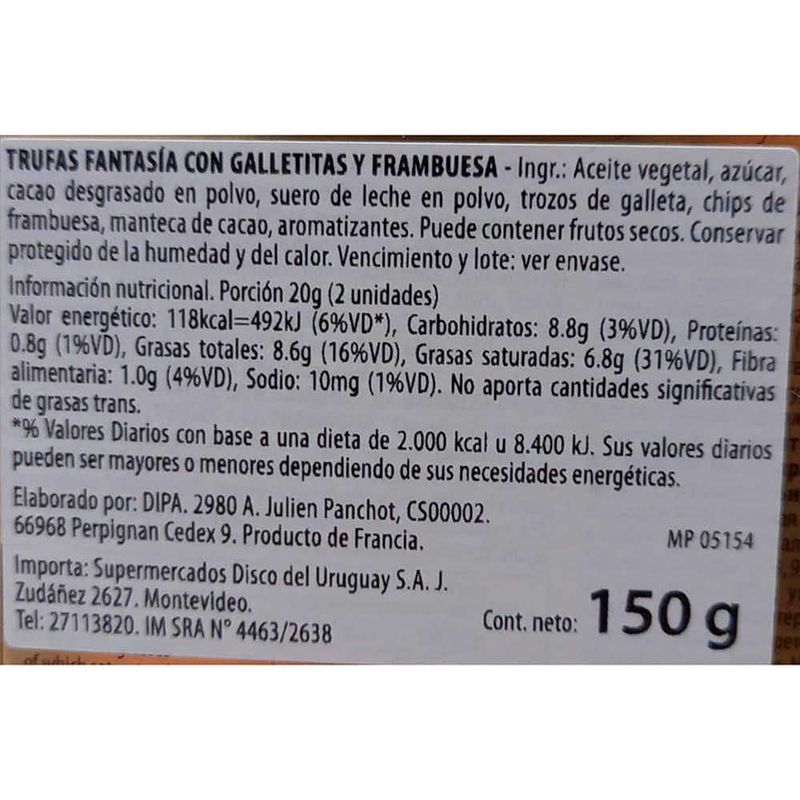 TRUFAS FANTASÍA CON GALLETITAS Y FRAMBUESA - Ingr.: Aceite vegetal, azúcar,
cacao desgrasado en polvo, suero de leche en polvo, trozos de galleta, chips de
frambuesa, manteca de cacao, aromatizantes. Puede contener frutos secos. Conservar
protegido de la humedad y del calor. Vencimiento y lote: ver envase.
Información nutricional. Porción 20g (2 unidades)
Valor energético: 118kcal=492kJ (6%VD*), Carbohidratos: 8.8g (3%VD), Proteínas:
0.8g (1%VD), Grasas totales: 8.6g (16%VD), Grasas saturadas: 6.8g (31%VD), Fibra
alimentaria: 1.0g (4%VD), Sodio: 10mg (1%VD). No aporta cantidades significativas
de grasas trans.
*% Valores Diarios con base a una dieta de 2.000 kcal u 8.400 kJ. Sus valores diarios
pueden ser mayores o menores dependiendo de sus necesidades energéticas.
Elaborado por: DIPA. 2980 A. Julien Panchot, CS00002.
66968 Perpignan Cedex 9. Producto de Francia.
MP 05154
Importa: Supermercados Disco del Uruguay S.A. J.
Zudáñez 2627. Montevideo.
Tel: 27113820. IM SRA N° 4463/2638
Cont. neto: 150 g